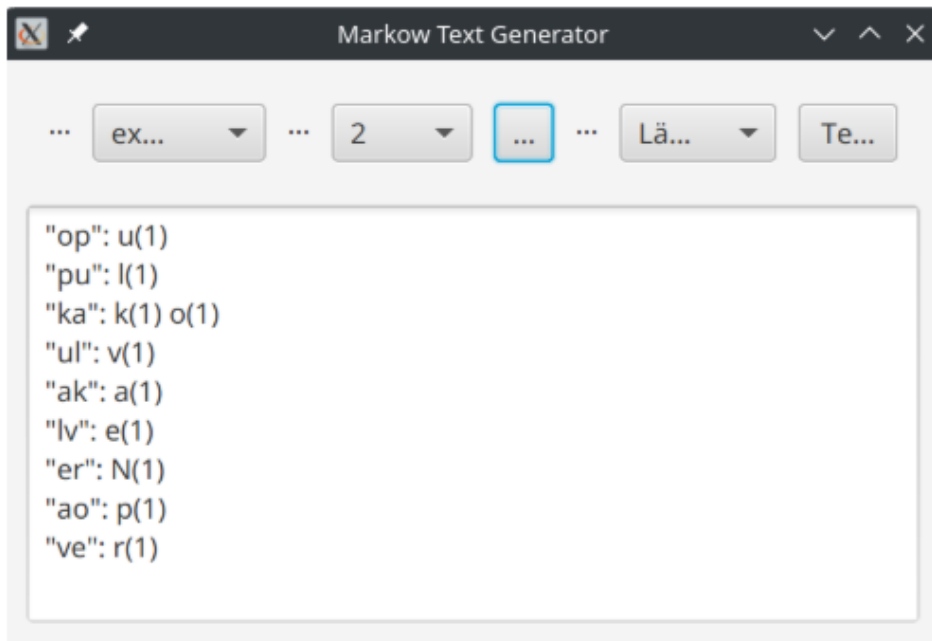 Markow Text Generator
... ex... ... 2 ... ... Lä... Te...
"op": u(1)
"pu": l(1)
"ka": k(1) o(1)
"ul": v(1)
"ak": a(1)
"lv": e(1)
"er": N(1)
"ao": p(1)
"ve": r(1)